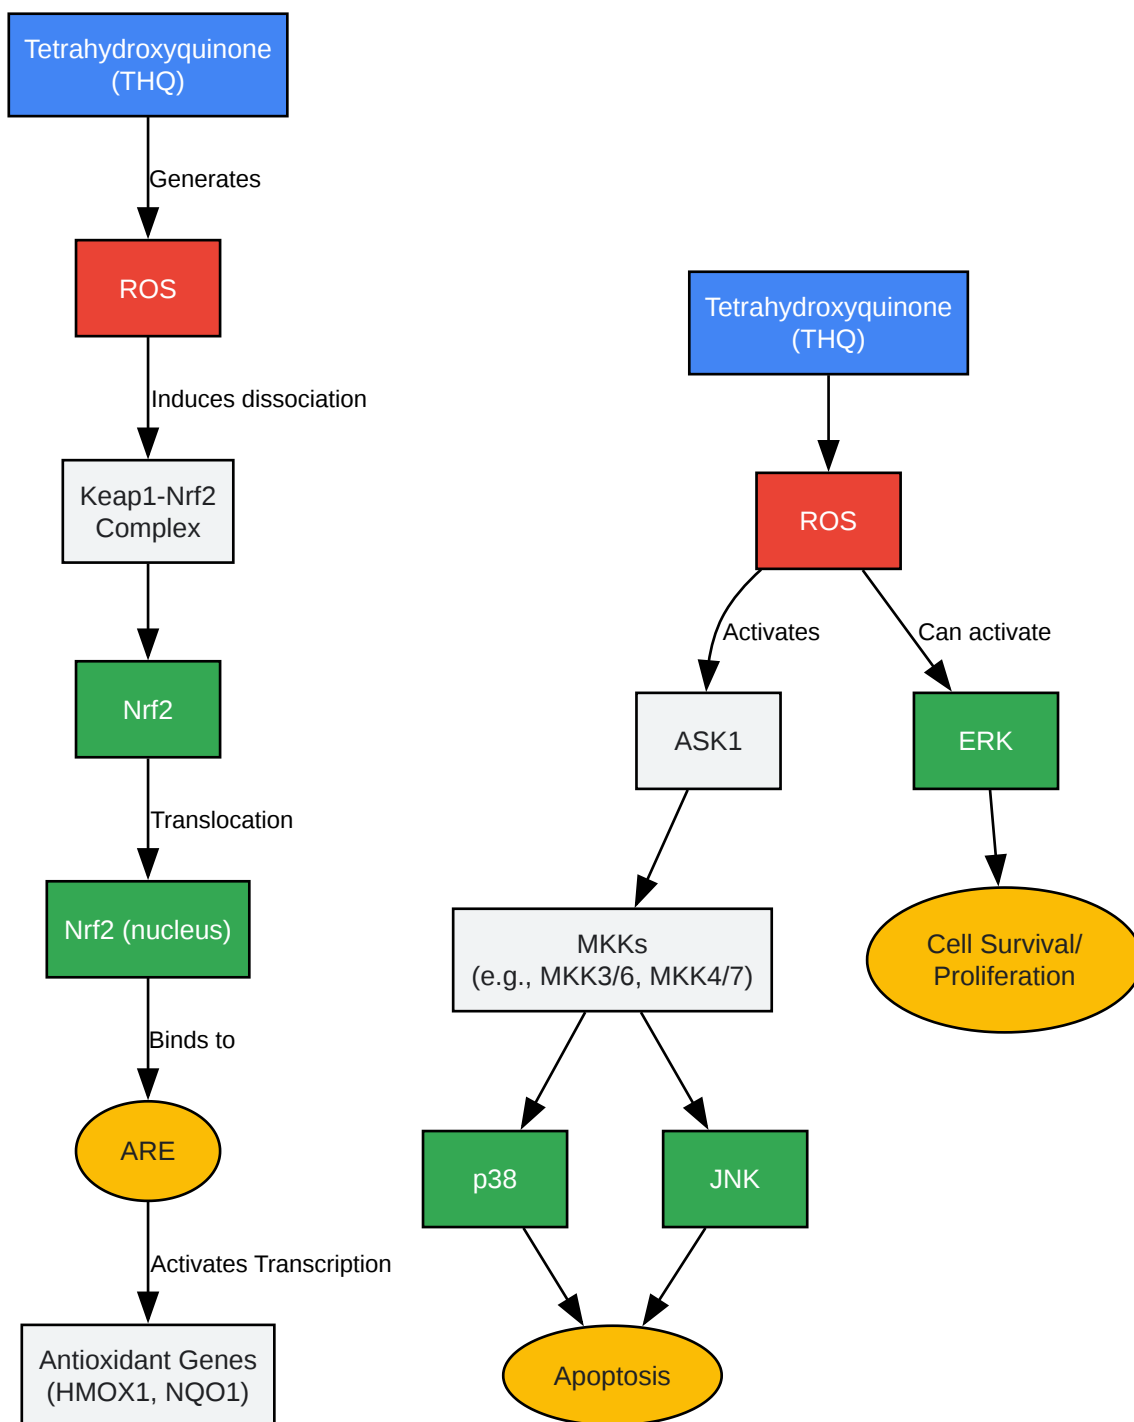 Tetrahydroxyquinone
(THQ)
Generates
ROS
Induces dissociation
Keap1-Nrf2
Complex
Nrf2
Translocation
Nrf2 (nucleus)
Binds to
ARE
Activates Transcription
Antioxidant Genes
(HMOX1, NQO1)
Tetrahydroxyquinone
(THQ)
ROS
Activates
Can activate
ASK1
ERK
MKKs
(e.g., MKK3/6, MKK4/7)
Cell Survival/
Proliferation
p38
JNK
Apoptosis